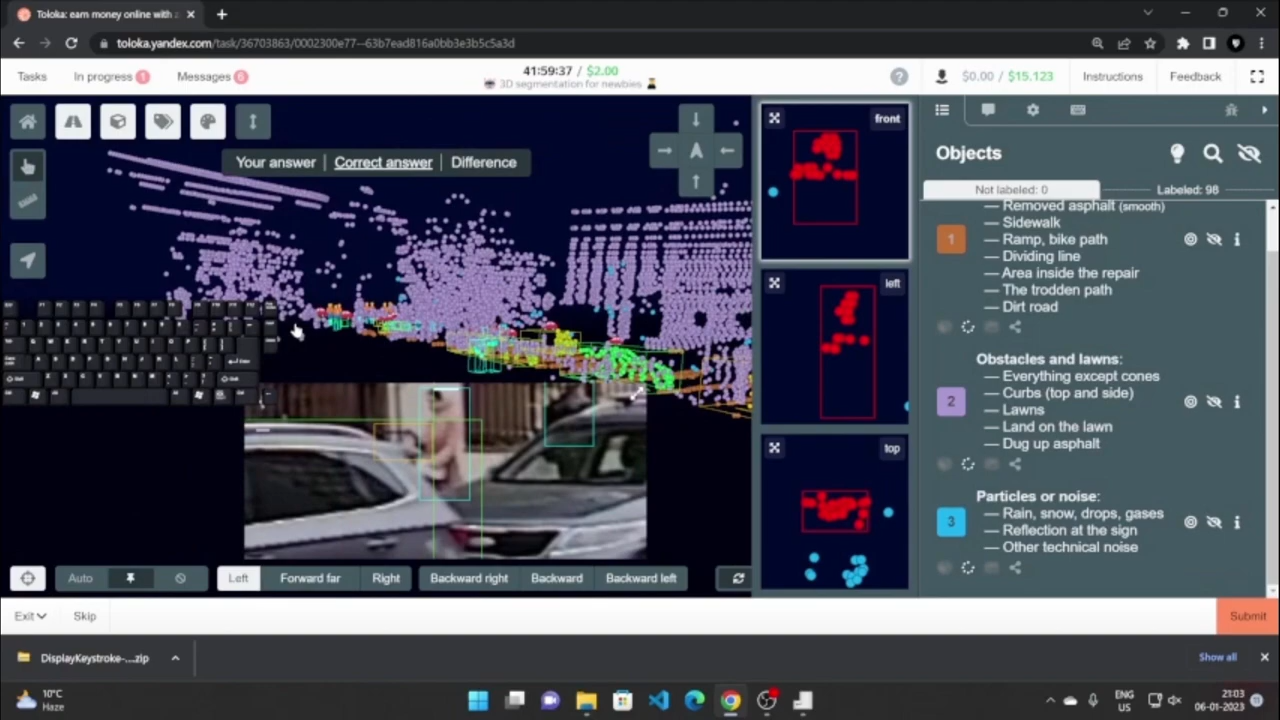 Toloka: earn money online with
toloka.yandex.com/task/36703863/0002300e77--63b7ead816a0bb3e3b5c5a3d
Tasks
In progress 1
Messages 6
41:59:37 / $2.00
3D segmentation for newbies
$0.00 / $15.123
Instructions
Feedback
Your answer
Correct answer
Difference
front
left
top
Objects
Not labeled: 0
Labeled: 98
1
— Removed asphalt (smooth)
— Sidewalk
— Ramp, bike path
— Dividing line
— Area inside the repair
— The trodden path
— Dirt road
Obstacles and lawns:
2
— Everything except cones
— Curbs (top and side)
— Lawns
— Land on the lawn
— Dug up asphalt
Particles or noise:
3
— Rain, snow, drops, gases
— Reflection at the sign
— Other technical noise
Auto
Left
Forward far
Right
Backward right
Backward
Backward left
Exit
Skip
Submit
DisplayKeystroke-....zip
Show all
10°C
Haze
ENG
US
21:03
06-01-2023